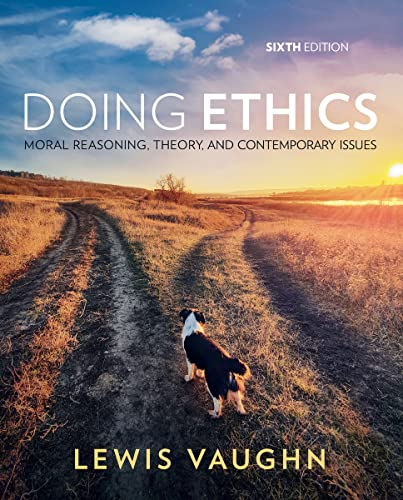 SIXTH EDITION
DOING ETHICS
MORAL REASONING, THEORY, AND CONTEMPORARY ISSUES
LEWIS VAUGHN